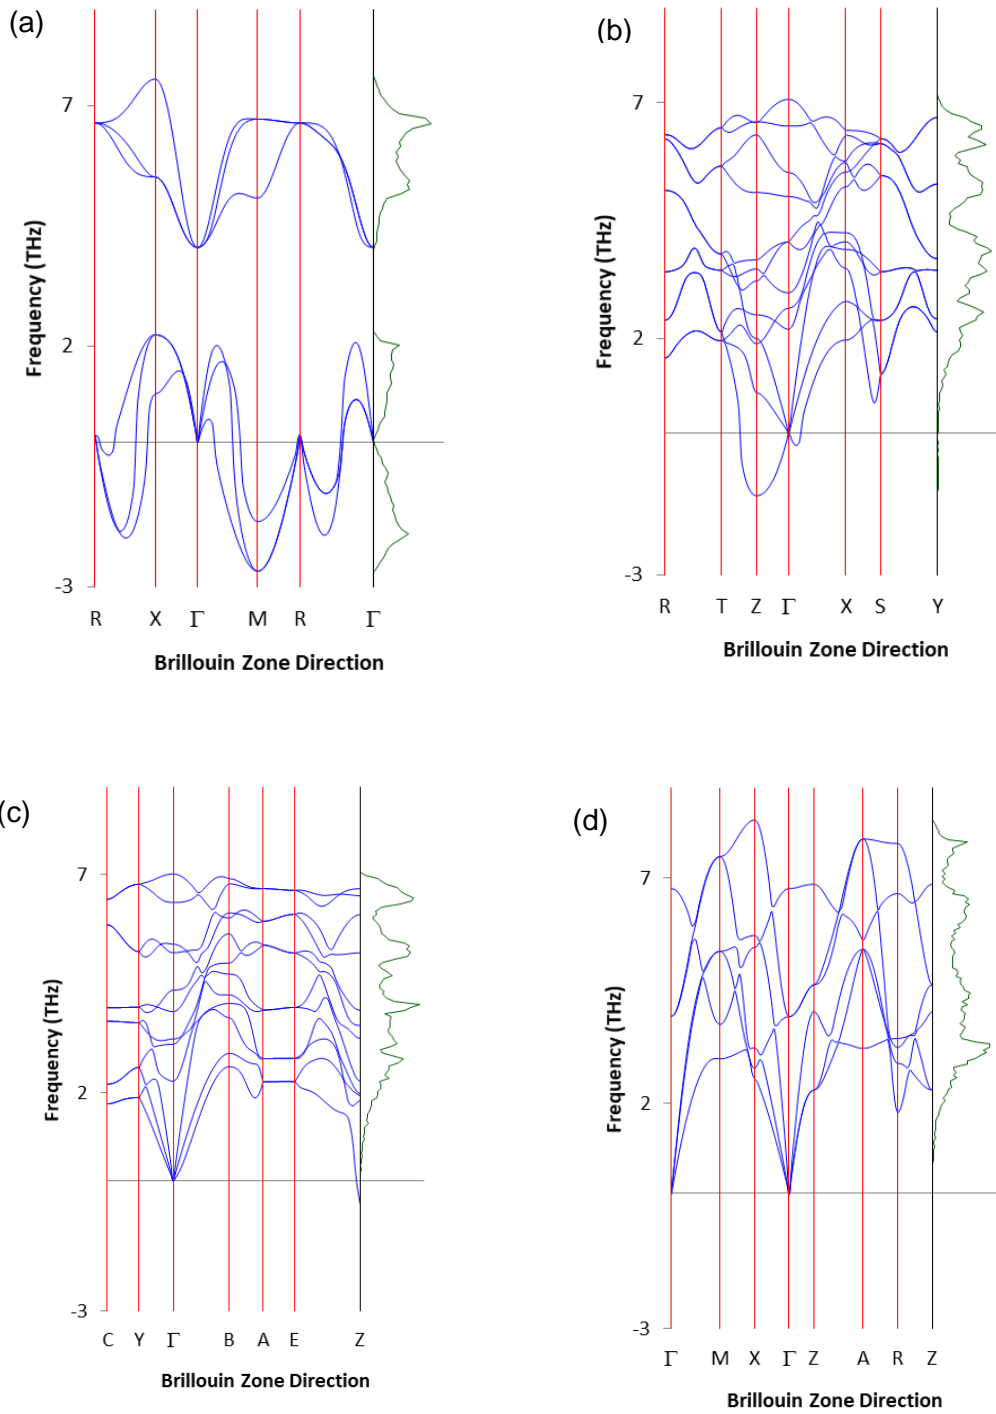 (a)
7
2
-3
Frequency (THz)
R X Γ M R Γ
Brillouin Zone Direction
(b)
7
2
-3
Frequency (THz)
R T Z Γ X S Y
Brillouin Zone Direction
(c)
7
2
-3
Frequency (THz)
C Y Γ B A E Z
Brillouin Zone Direction
(d)
7
2
-3
Frequency (THz)
Γ M X Γ Z A R Z
Brillouin Zone Direction